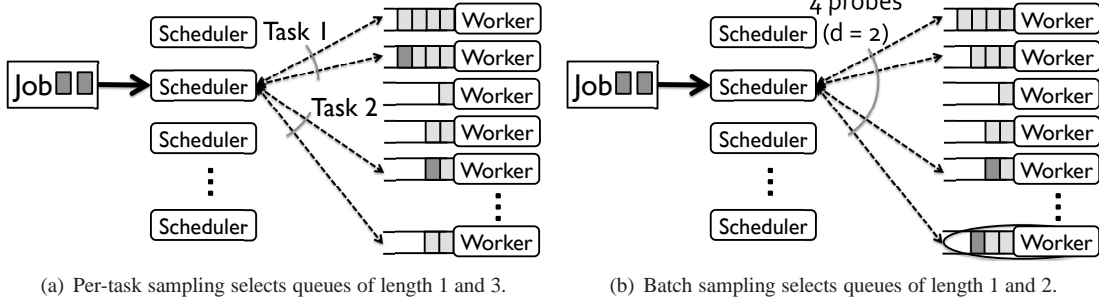 Job
Scheduler
Scheduler
Scheduler
Scheduler
Task 1
Task 2
Worker
Worker
Worker
Worker
Worker
Worker
(a) Per-task sampling selects queues of length 1 and 3.
Job
Scheduler
Scheduler
Scheduler
Scheduler
4 probes
(d = 2)
Worker
Worker
Worker
Worker
Worker
Worker
(b) Batch sampling selects queues of length 1 and 2.